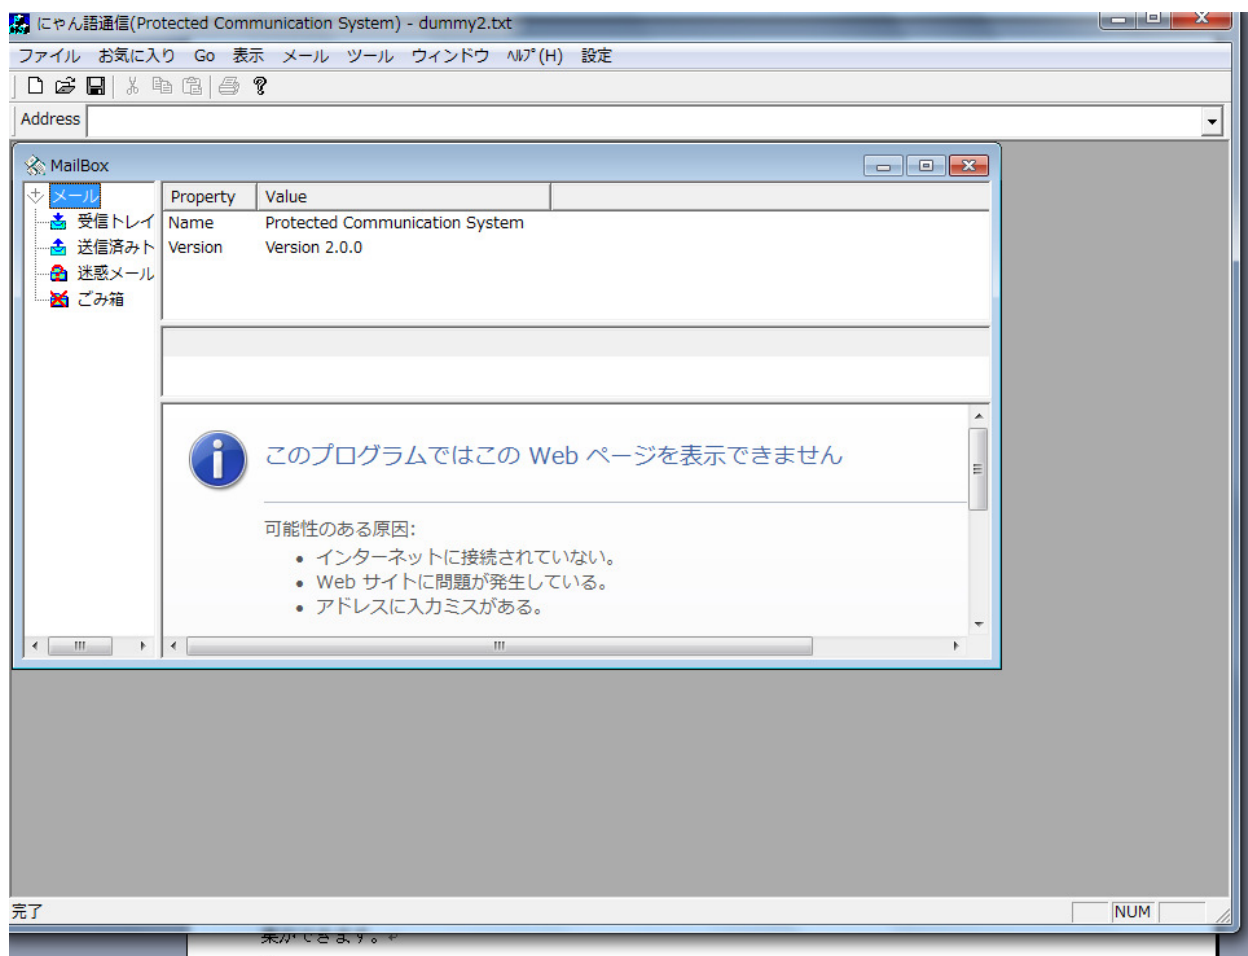 にゃん語通信(Protected Communication System) - dummy2.txt
ファイル お気に入り Go 表示 メール ツール ウィンドウ ﾍﾙﾌﾟ(H) 設定
Address
MailBox
メール
受信トレイ
送信済みト
迷惑メール
ごみ箱
Property Value
Name Protected Communication System
Version Version 2.0.0
このプログラムではこの Web ページを表示できません
可能性のある原因:
• インターネットに接続されていない。
• Web サイトに問題が発生している。
• アドレスに入力ミスがある。
完了 NUM
ができます。